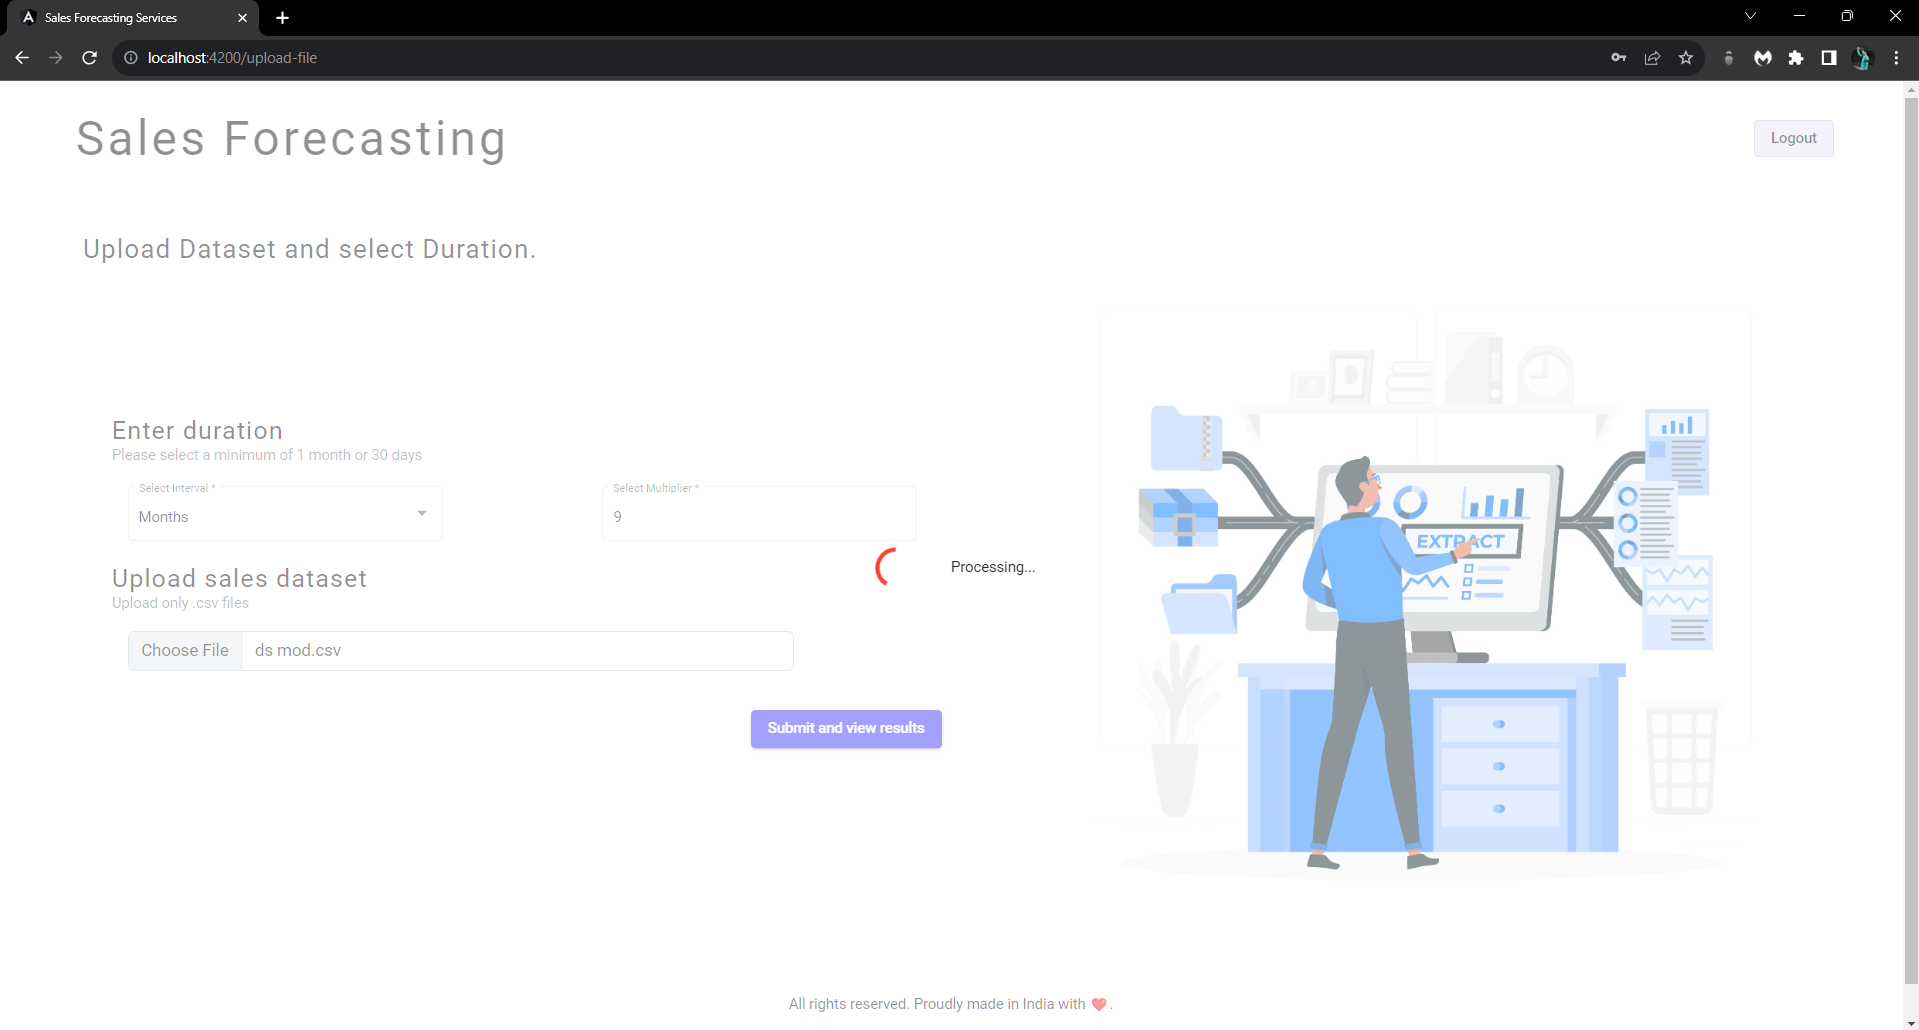 Sales Forecasting Services
localhost:4200/upload-file
Sales Forecasting
Logout
Upload Dataset and select Duration.
Enter duration
Please select a minimum of 1 month or 30 days
Select Interval *
Select Multiplier *
Months
9
EXTRACT
Processing...
Upload sales dataset
Upload only .csv files
Choose File
ds mod.csv
Submit and view results
All rights reserved. Proudly made in India with ❤️.